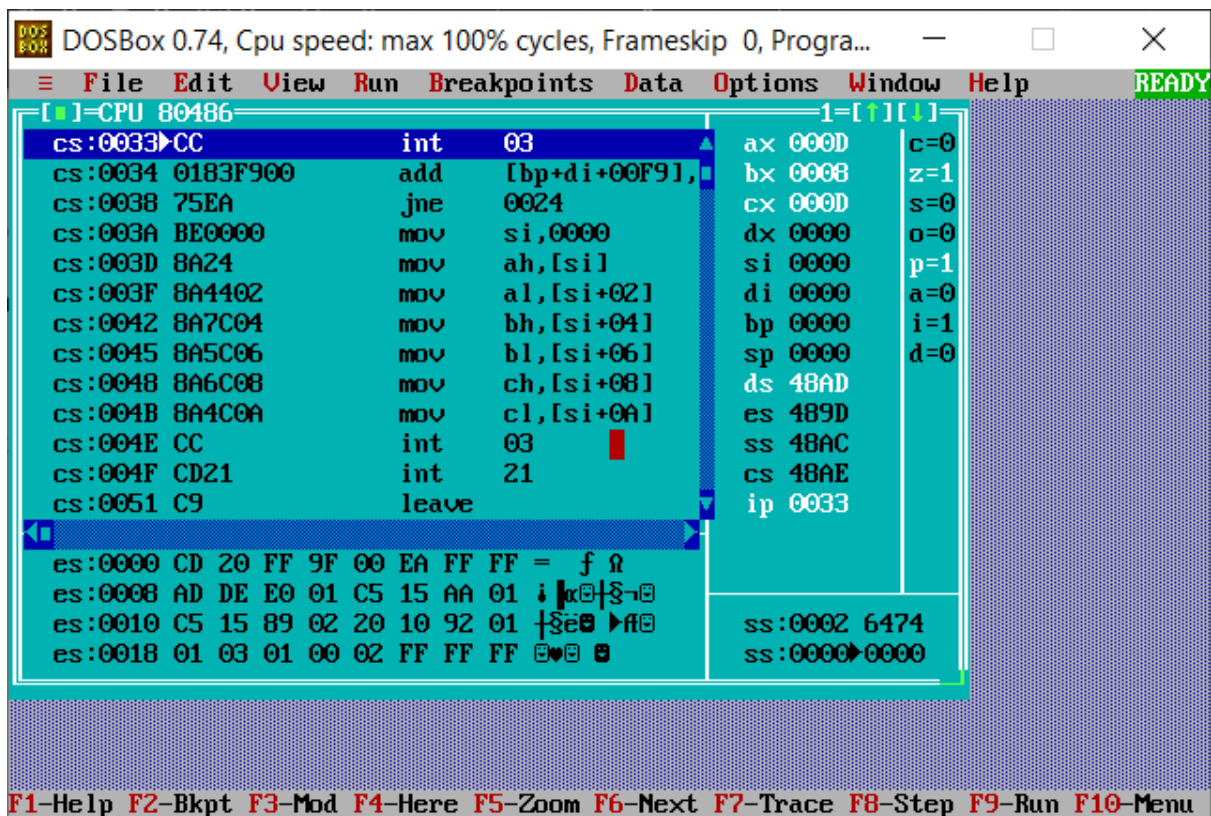 DOSBox 0.74, Cpu speed: max 100% cycles, Frameskip 0, Progra...
≡ File Edit View Run Breakpoints Data Options Window Help READY
[■]=CPU 80486 1=[↑][↓]
cs:0033►CC int 03 ax 000D c=0
cs:0034 0183F900 add [bp+di+00F9], bx 0008 z=1
cs:0038 75EA jne 0024 cx 000D s=0
cs:003A BE0000 mov si,0000 dx 0000 o=0
cs:003D 8A24 mov ah,[si] si 0000 p=1
cs:003F 8A4402 mov al,[si+02] di 0000 a=0
cs:0042 8A7C04 mov bh,[si+04] bp 0000 i=1
cs:0045 8A5C06 mov bl,[si+06] sp 0000 d=0
cs:0048 8A6C08 mov ch,[si+08] ds 48AD
cs:004B 8A4C0A mov cl,[si+0A] es 489D
cs:004E CC int 03 ss 48AC
cs:004F CD21 int 21 cs 48AE
cs:0051 C9 leave ip 0033
es:0000 CD 20 FF 9F 00 EA FF FF = ƒ Ω
es:0008 AD DE E0 01 C5 15 AA 01 ¡▐α☺┼§¬☺
es:0010 C5 15 89 02 20 10 92 01 ┼§ë☻ ►Æ☺ ss:0002 6474
es:0018 01 03 01 00 02 FF FF FF ☺♥☺ ☻ ss:0000►0000
F1-Help F2-Bkpt F3-Mod F4-Here F5-Zoom F6-Next F7-Trace F8-Step F9-Run F10-Menu